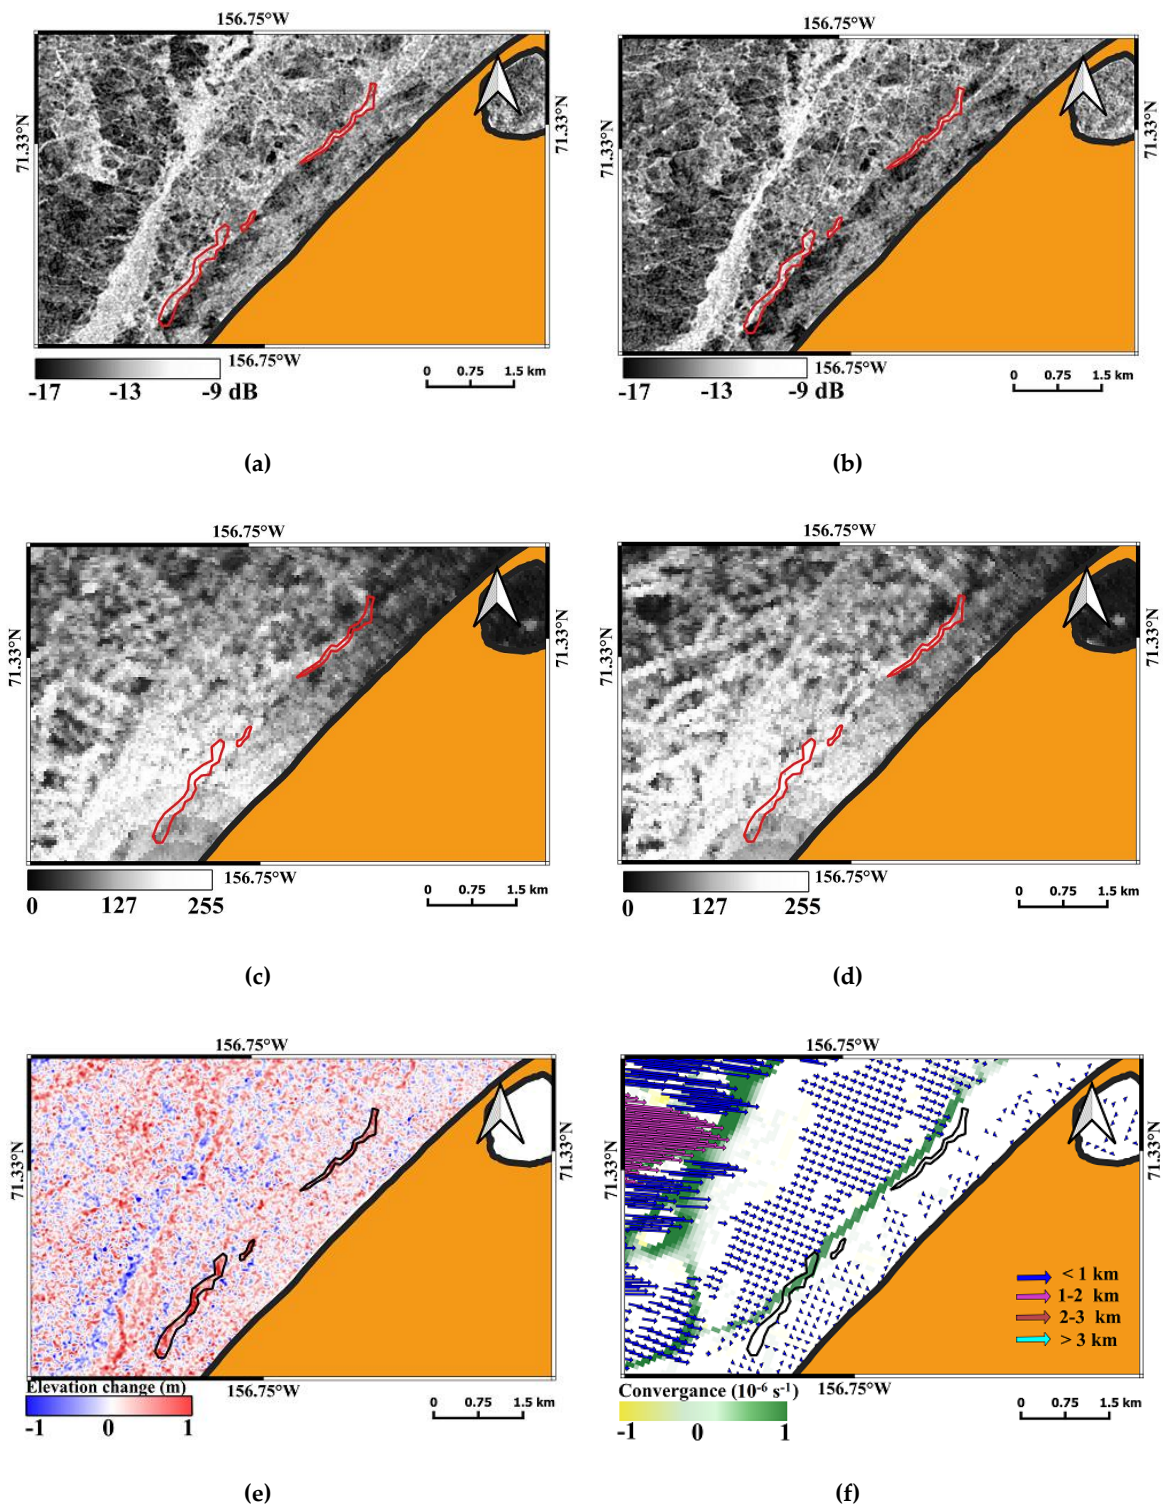 156.75°W
156.75°W
71.33°N
71.33°N
71.33°N
71.33°N
156.75°W
-17 -13 -9 dB
0 0.75 1.5 km
156.75°W
-17 -13 -9 dB
0 0.75 1.5 km
(a)
(b)
156.75°W
156.75°W
71.33°N
71.33°N
71.33°N
71.33°N
156.75°W
0 127 255
0 0.75 1.5 km
156.75°W
0 127 255
0 0.75 1.5 km
(c)
(d)
156.75°W
156.75°W
71.33°N
71.33°N
71.33°N
71.33°N
< 1 km
1-2 km
2-3 km
> 3 km
Elevation change (m)
156.75°W
-1 0 1
0 0.75 1.5 km
Convergance (10⁻⁶ s⁻¹)
156.75°W
-1 0 1
0 0.75 1.5 km
(e)
(f)